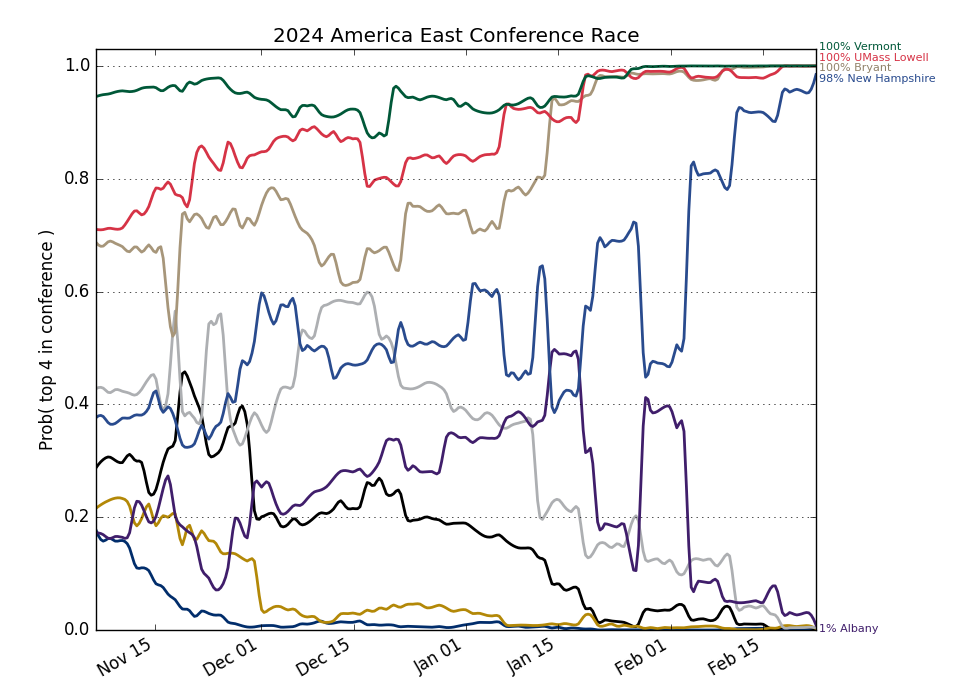 2024 America East Conference Race
100% Vermont
100% UMass Lowell
100% Bryant
98% New Hampshire
1% Albany
Prob( top 4 in conference )
1.0
0.8
0.6
0.4
0.2
0.0
Nov 15
Dec 01
Dec 15
Jan 01
Jan 15
Feb 01
Feb 15